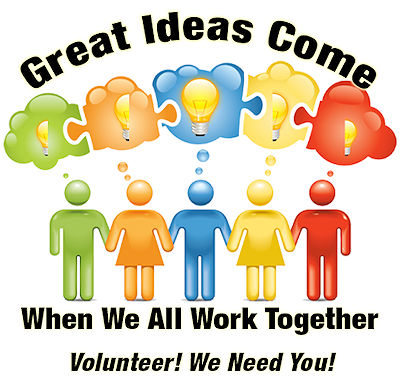 Great Ideas Come
When We All Work Together
Volunteer! We Need You!